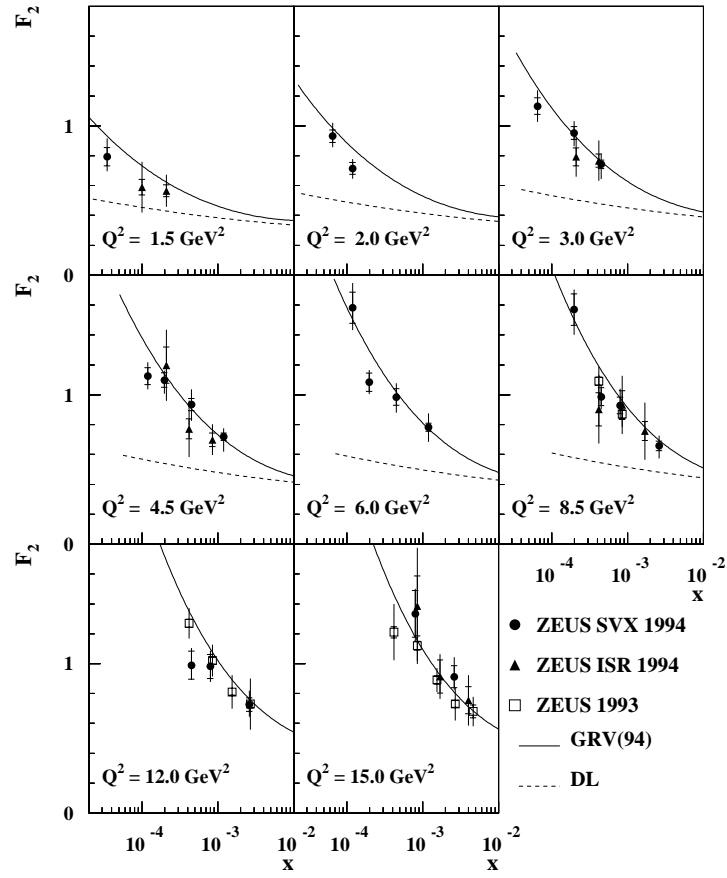 F₂
1
0
Q² = 1.5 GeV²
Q² = 2.0 GeV²
Q² = 3.0 GeV²
F₂
1
0
Q² = 4.5 GeV²
Q² = 6.0 GeV²
Q² = 8.5 GeV²
10⁻⁴ 10⁻³ 10⁻²
x
F₂
1
0
Q² = 12.0 GeV²
Q² = 15.0 GeV²
10⁻⁴ 10⁻³ 10⁻²
x
10⁻⁴ 10⁻³ 10⁻²
x
ZEUS SVX 1994
ZEUS ISR 1994
ZEUS 1993
GRV(94)
DL